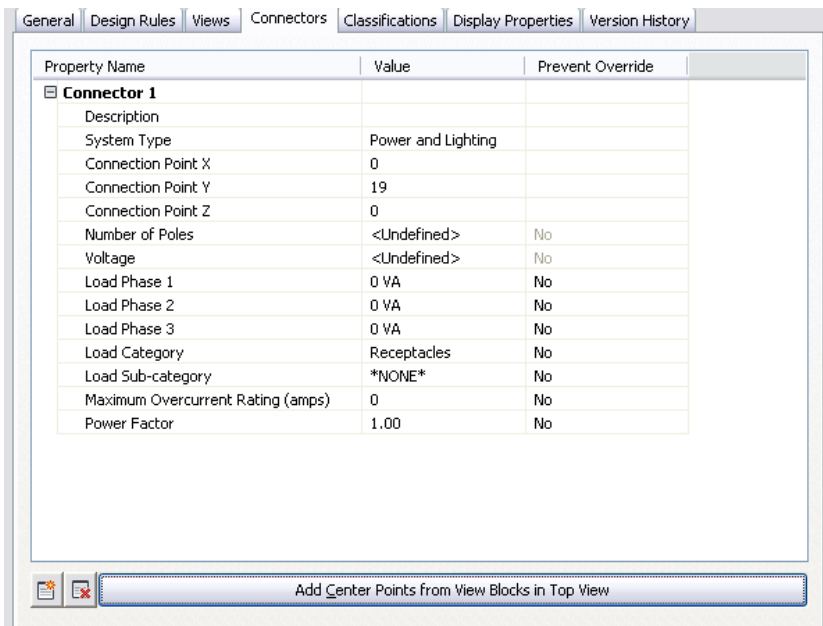 General Design Rules Views Connectors Classifications Display Properties Version History
Property Name Value Prevent Override
Connector 1
Description
System Type Power and Lighting
Connection Point X 0
Connection Point Y 19
Connection Point Z 0
Number of Poles <Undefined> No
Voltage <Undefined> No
Load Phase 1 0 VA No
Load Phase 2 0 VA No
Load Phase 3 0 VA No
Load Category Receptacles No
Load Sub-category *NONE* No
Maximum Overcurrent Rating (amps) 0 No
Power Factor 1.00 No
Add Center Points from View Blocks in Top View